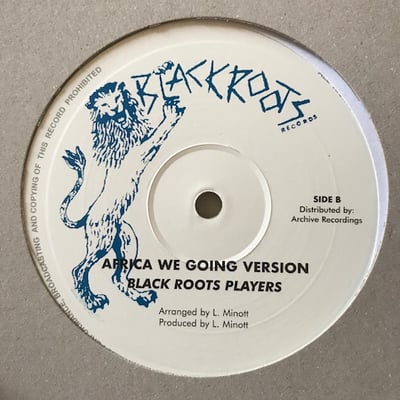 BLACKROOTS
RECORDS
BROADCASTING AND COPYING OF THIS RECORD PROHIBITED
SIDE B
Distributed by:
Archive Recordings
AFRICA WE GOING VERSION
BLACK ROOTS PLAYERS
Arranged by L. Minott
Produced by L. Minott